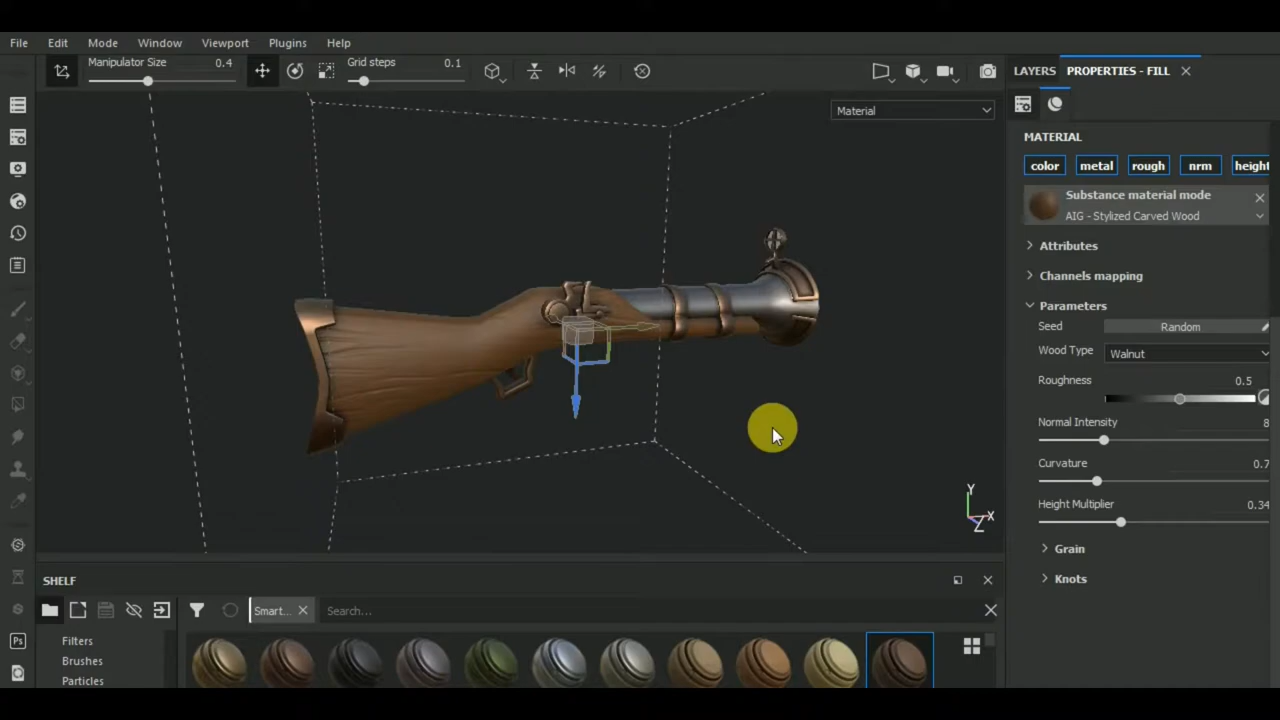 File Edit Mode Window Viewport Plugins Help
Manipulator Size 0.4
Grid steps 0.1
LAYERS PROPERTIES - FILL
Material
MATERIAL
color metal rough nrm height
Substance material mode
AIG - Stylized Carved Wood
Attributes
Channels mapping
Parameters
Seed Random
Wood Type Walnut
Roughness 0.5
Normal Intensity 8
Curvature 0.7
Height Multiplier 0.34
Grain
Knots
Y
X
Z
SHELF
Smart... Search...
Filters
Brushes
Particles
Ps